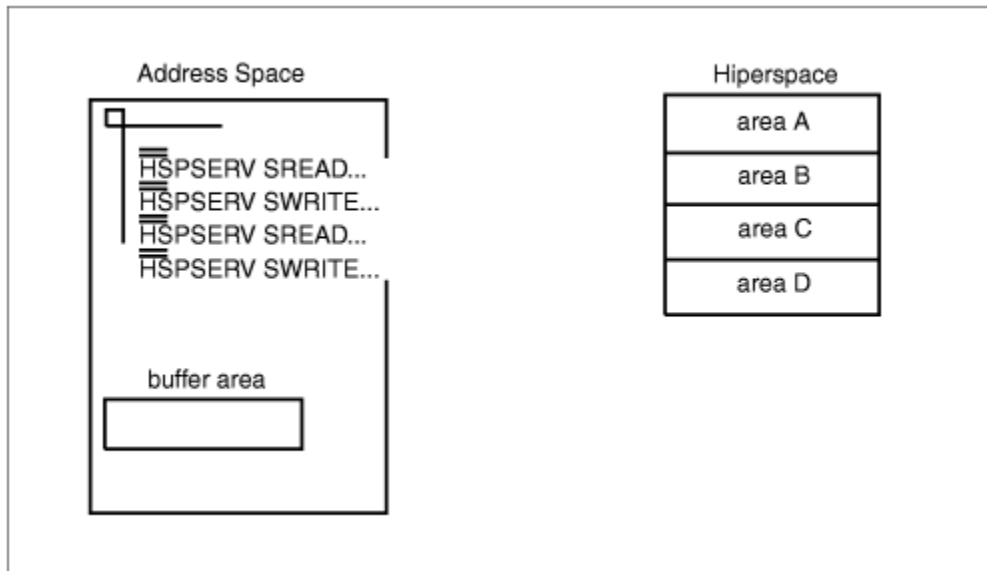 Address Space
HSPSERV SREAD...
HSPSERV SWRITE...
HSPSERV SREAD...
HSPSERV SWRITE...
buffer area
Hiperspace
area A
area B
area C
area D